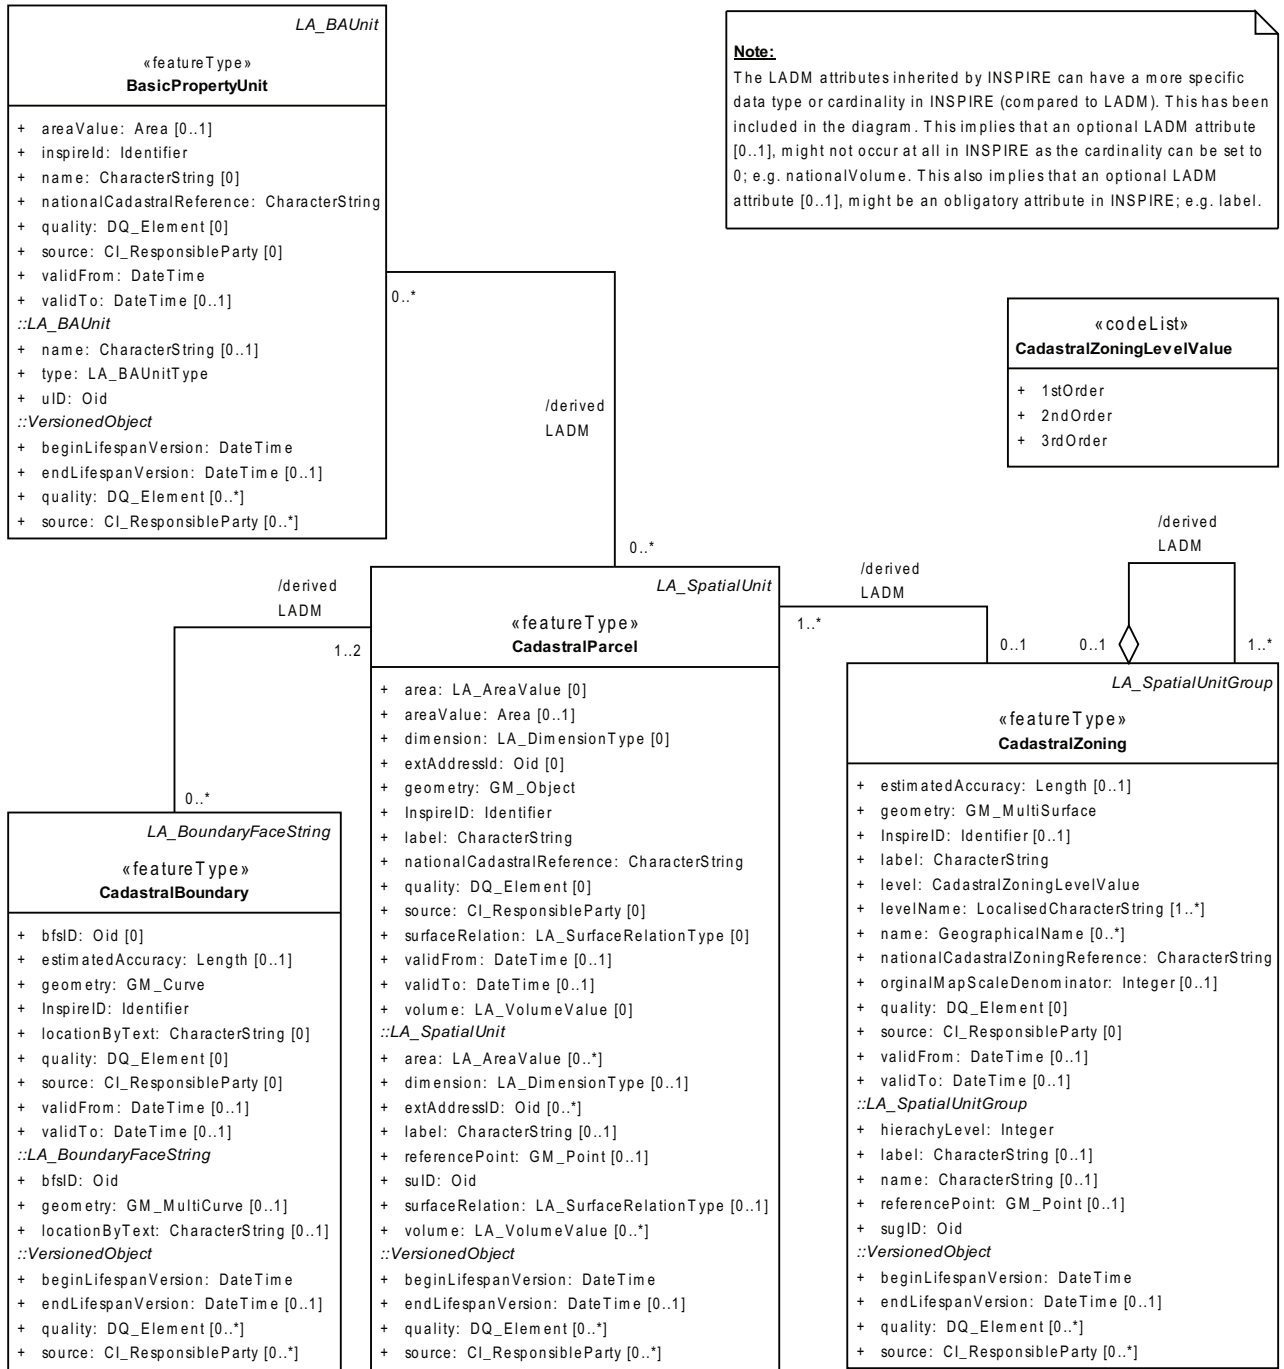 LA_BAUnit
«featureType»
BasicPropertyUnit
+ areaValue: Area [0..1]
+ inspireId: Identifier
+ name: CharacterString [0]
+ nationalCadastralReference: CharacterString
+ quality: DQ_Element [0]
+ source: CI_ResponsibleParty [0]
+ validFrom: DateTime
+ validTo: DateTime [0..1]
::LA_BAUnit
+ name: CharacterString [0..1]
+ type: LA_BAUnitType
+ uID: Oid
::VersionedObject
+ beginLifespanVersion: DateTime
+ endLifespanVersion: DateTime [0..1]
+ quality: DQ_Element [0..*]
+ source: CI_ResponsibleParty [0..*]
Note:
The LADM attributes inherited by INSPIRE can have a more specific
data type or cardinality in INSPIRE (compared to LADM). This has been
included in the diagram. This implies that an optional LADM attribute
[0..1], might not occur at all in INSPIRE as the cardinality can be set to
0; e.g. nationalVolume. This also implies that an optional LADM
attribute [0..1], might be an obligatory attribute in INSPIRE; e.g. label.
0..*
/derived
LADM
0..*
«codeList»
CadastralZoningLevelValue
+ 1stOrder
+ 2ndOrder
+ 3rdOrder
/derived
LADM
0..1
1..*
/derived
LADM
1..*
0..1
/derived
LADM
1..2
0..*
LA_SpatialUnit
«featureType»
CadastralParcel
+ area: LA_AreaValue [0]
+ areaValue: Area [0..1]
+ dimension: LA_DimensionType [0]
+ extAddressId: Oid [0]
+ geometry: GM_Object
+ InspireID: Identifier
+ label: CharacterString
+ nationalCadastralReference: CharacterString
+ quality: DQ_Element [0]
+ source: CI_ResponsibleParty [0]
+ surfaceRelation: LA_SurfaceRelationType [0]
+ validFrom: DateTime [0..1]
+ validTo: DateTime [0..1]
+ volume: LA_VolumeValue [0]
::LA_SpatialUnit
+ area: LA_AreaValue [0..*]
+ dimension: LA_DimensionType [0..1]
+ extAddressID: Oid [0..*]
+ label: CharacterString [0..1]
+ referencePoint: GM_Point [0..1]
+ suID: Oid
+ surfaceRelation: LA_SurfaceRelationType [0..1]
+ volume: LA_VolumeValue [0..*]
::VersionedObject
+ beginLifespanVersion: DateTime
+ endLifespanVersion: DateTime [0..1]
+ quality: DQ_Element [0..*]
+ source: CI_ResponsibleParty [0..*]
LA_SpatialUnitGroup
«featureType»
CadastralZoning
+ estimatedAccuracy: Length [0..1]
+ geometry: GM_MultiSurface
+ InspireID: Identifier [0..1]
+ label: CharacterString
+ level: CadastralZoningLevelValue
+ levelName: LocalisedCharacterString [1..*]
+ name: GeographicalName [0..*]
+ nationalCadastralZoningReference: CharacterString
+ orginalMapScaleDenominator: Integer [0..1]
+ quality: DQ_Element [0]
+ source: CI_ResponsibleParty [0]
+ validFrom: DateTime [0..1]
+ validTo: DateTime [0..1]
::LA_SpatialUnitGroup
+ hierachyLevel: Integer
+ label: CharacterString [0..1]
+ name: CharacterString [0..1]
+ referencePoint: GM_Point [0..1]
+ sugID: Oid
::VersionedObject
+ beginLifespanVersion: DateTime
+ endLifespanVersion: DateTime [0..1]
+ quality: DQ_Element [0..*]
+ source: CI_ResponsibleParty [0..*]
LA_BoundaryFaceString
«featureType»
CadastralBoundary
+ bfsID: Oid [0]
+ estimatedAccuracy: Length [0..1]
+ geometry: GM_Curve
+ InspireID: Identifier
+ locationByText: CharacterString [0]
+ quality: DQ_Element [0]
+ source: CI_ResponsibleParty [0]
+ validFrom: DateTime [0..1]
+ validTo: DateTime [0..1]
::LA_BoundaryFaceString
+ bfsID: Oid
+ geometry: GM_MultiCurve [0..1]
+ locationByText: CharacterString [0..1]
::VersionedObject
+ beginLifespanVersion: DateTime
+ endLifespanVersion: DateTime [0..1]
+ quality: DQ_Element [0..*]
+ source: CI_ResponsibleParty [0..*]